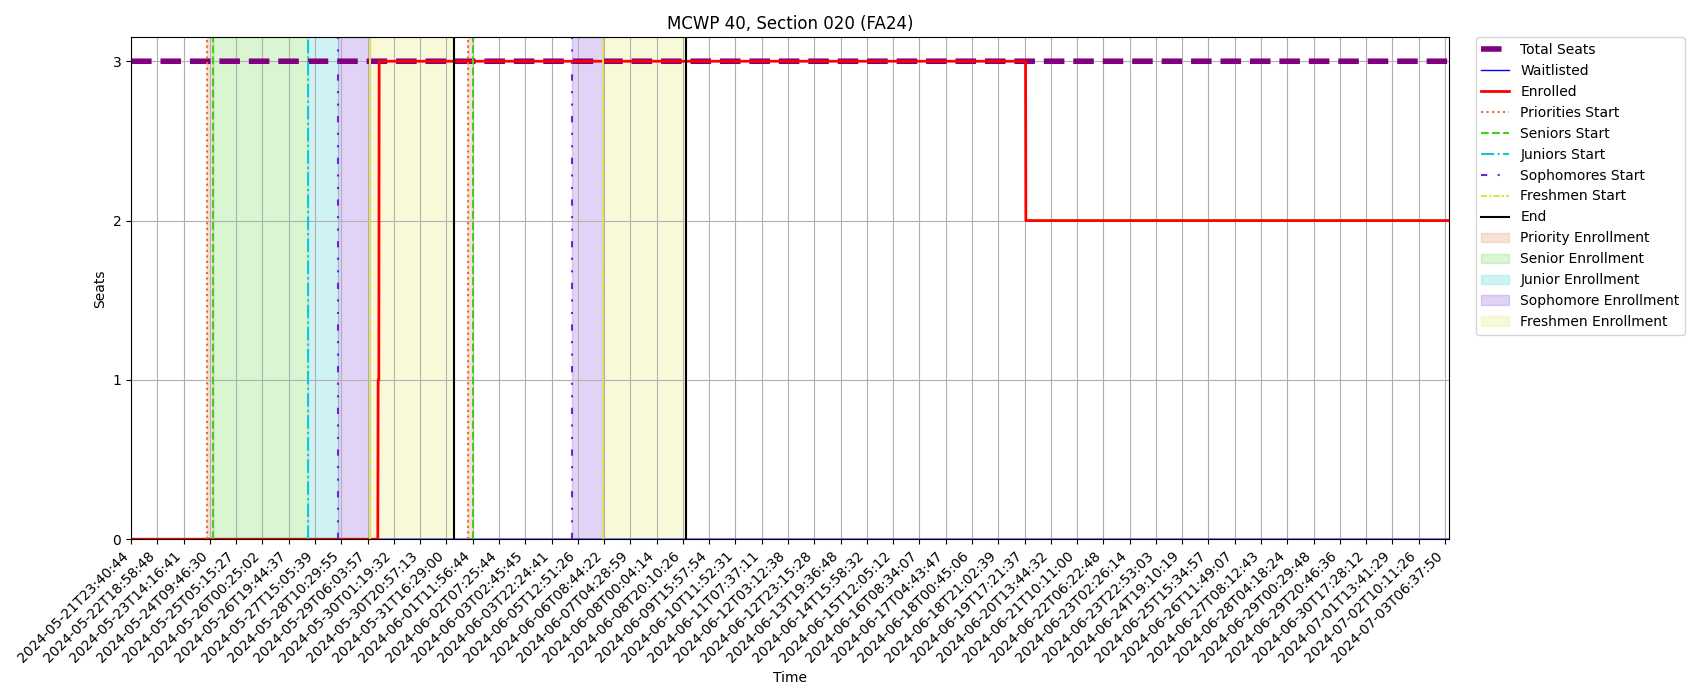 MCWP 40, Section 020 (FA24)
Total Seats
Waitlisted
Enrolled
Priorities Start
Seniors Start
Juniors Start
Sophomores Start
Freshmen Start
End
Priority Enrollment
Senior Enrollment
Junior Enrollment
Sophomore Enrollment
Freshmen Enrollment
Seats
3
2
1
0
2024-05-21T23:40:44
2024-05-22T18:58:48
2024-05-23T14:16:41
2024-05-24T09:46:30
2024-05-25T05:15:27
2024-05-26T00:25:02
2024-05-26T19:44:37
2024-05-27T15:05:39
2024-05-28T10:29:55
2024-05-29T06:03:57
2024-05-30T01:19:32
2024-05-30T20:57:13
2024-05-31T16:29:00
2024-06-01T11:56:44
2024-06-02T07:25:44
2024-06-03T02:45:45
2024-06-03T22:24:41
2024-06-05T12:51:26
2024-06-06T08:44:22
2024-06-07T04:28:59
2024-06-08T00:04:14
2024-06-08T20:10:26
2024-06-09T15:57:54
2024-06-10T11:52:31
2024-06-11T07:37:11
2024-06-12T03:12:38
2024-06-12T23:15:28
2024-06-13T19:36:48
2024-06-14T15:58:32
2024-06-15T12:05:12
2024-06-16T08:34:07
2024-06-17T04:43:47
2024-06-18T00:45:06
2024-06-18T21:02:39
2024-06-19T17:21:37
2024-06-20T13:44:32
2024-06-21T10:11:00
2024-06-22T06:22:48
2024-06-23T02:26:14
2024-06-23T22:53:03
2024-06-24T19:10:19
2024-06-25T15:34:57
2024-06-26T11:49:07
2024-06-27T08:12:43
2024-06-28T04:18:24
2024-06-29T00:29:48
2024-06-29T20:46:36
2024-06-30T17:28:12
2024-07-01T13:41:29
2024-07-02T10:11:26
2024-07-03T06:37:50
Time